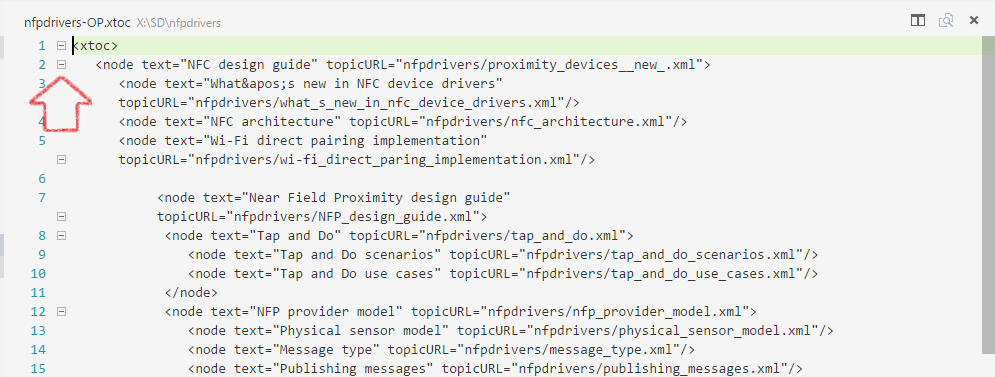 nfpdrivers-OP.xtoc X:\SD\nfpdrivers
1 <xtoc>
2 <node text="NFC design guide" topicURL="nfpdrivers/proximity_devices__new_.xml">
3 <node text="What&apos;s new in NFC device drivers"
topicURL="nfpdrivers/what_s_new_in_nfc_device_drivers.xml"/>
4 <node text="NFC architecture" topicURL="nfpdrivers/nfc_architecture.xml"/>
5 <node text="Wi-Fi direct pairing implementation"
topicURL="nfpdrivers/wi-fi_direct_paring_implementation.xml"/>
6
7 <node text="Near Field Proximity design guide"
topicURL="nfpdrivers/NFP_design_guide.xml">
8 <node text="Tap and Do" topicURL="nfpdrivers/tap_and_do.xml">
9 <node text="Tap and Do scenarios" topicURL="nfpdrivers/tap_and_do_scenarios.xml"/>
10 <node text="Tap and Do use cases" topicURL="nfpdrivers/tap_and_do_use_cases.xml"/>
11 </node>
12 <node text="NFP provider model" topicURL="nfpdrivers/nfp_provider_model.xml">
13 <node text="Physical sensor model" topicURL="nfpdrivers/physical_sensor_model.xml"/>
14 <node text="Message type" topicURL="nfpdrivers/message_type.xml"/>
15 <node text="Publishing messages" topicURL="nfpdrivers/publishing_messages.xml"/>